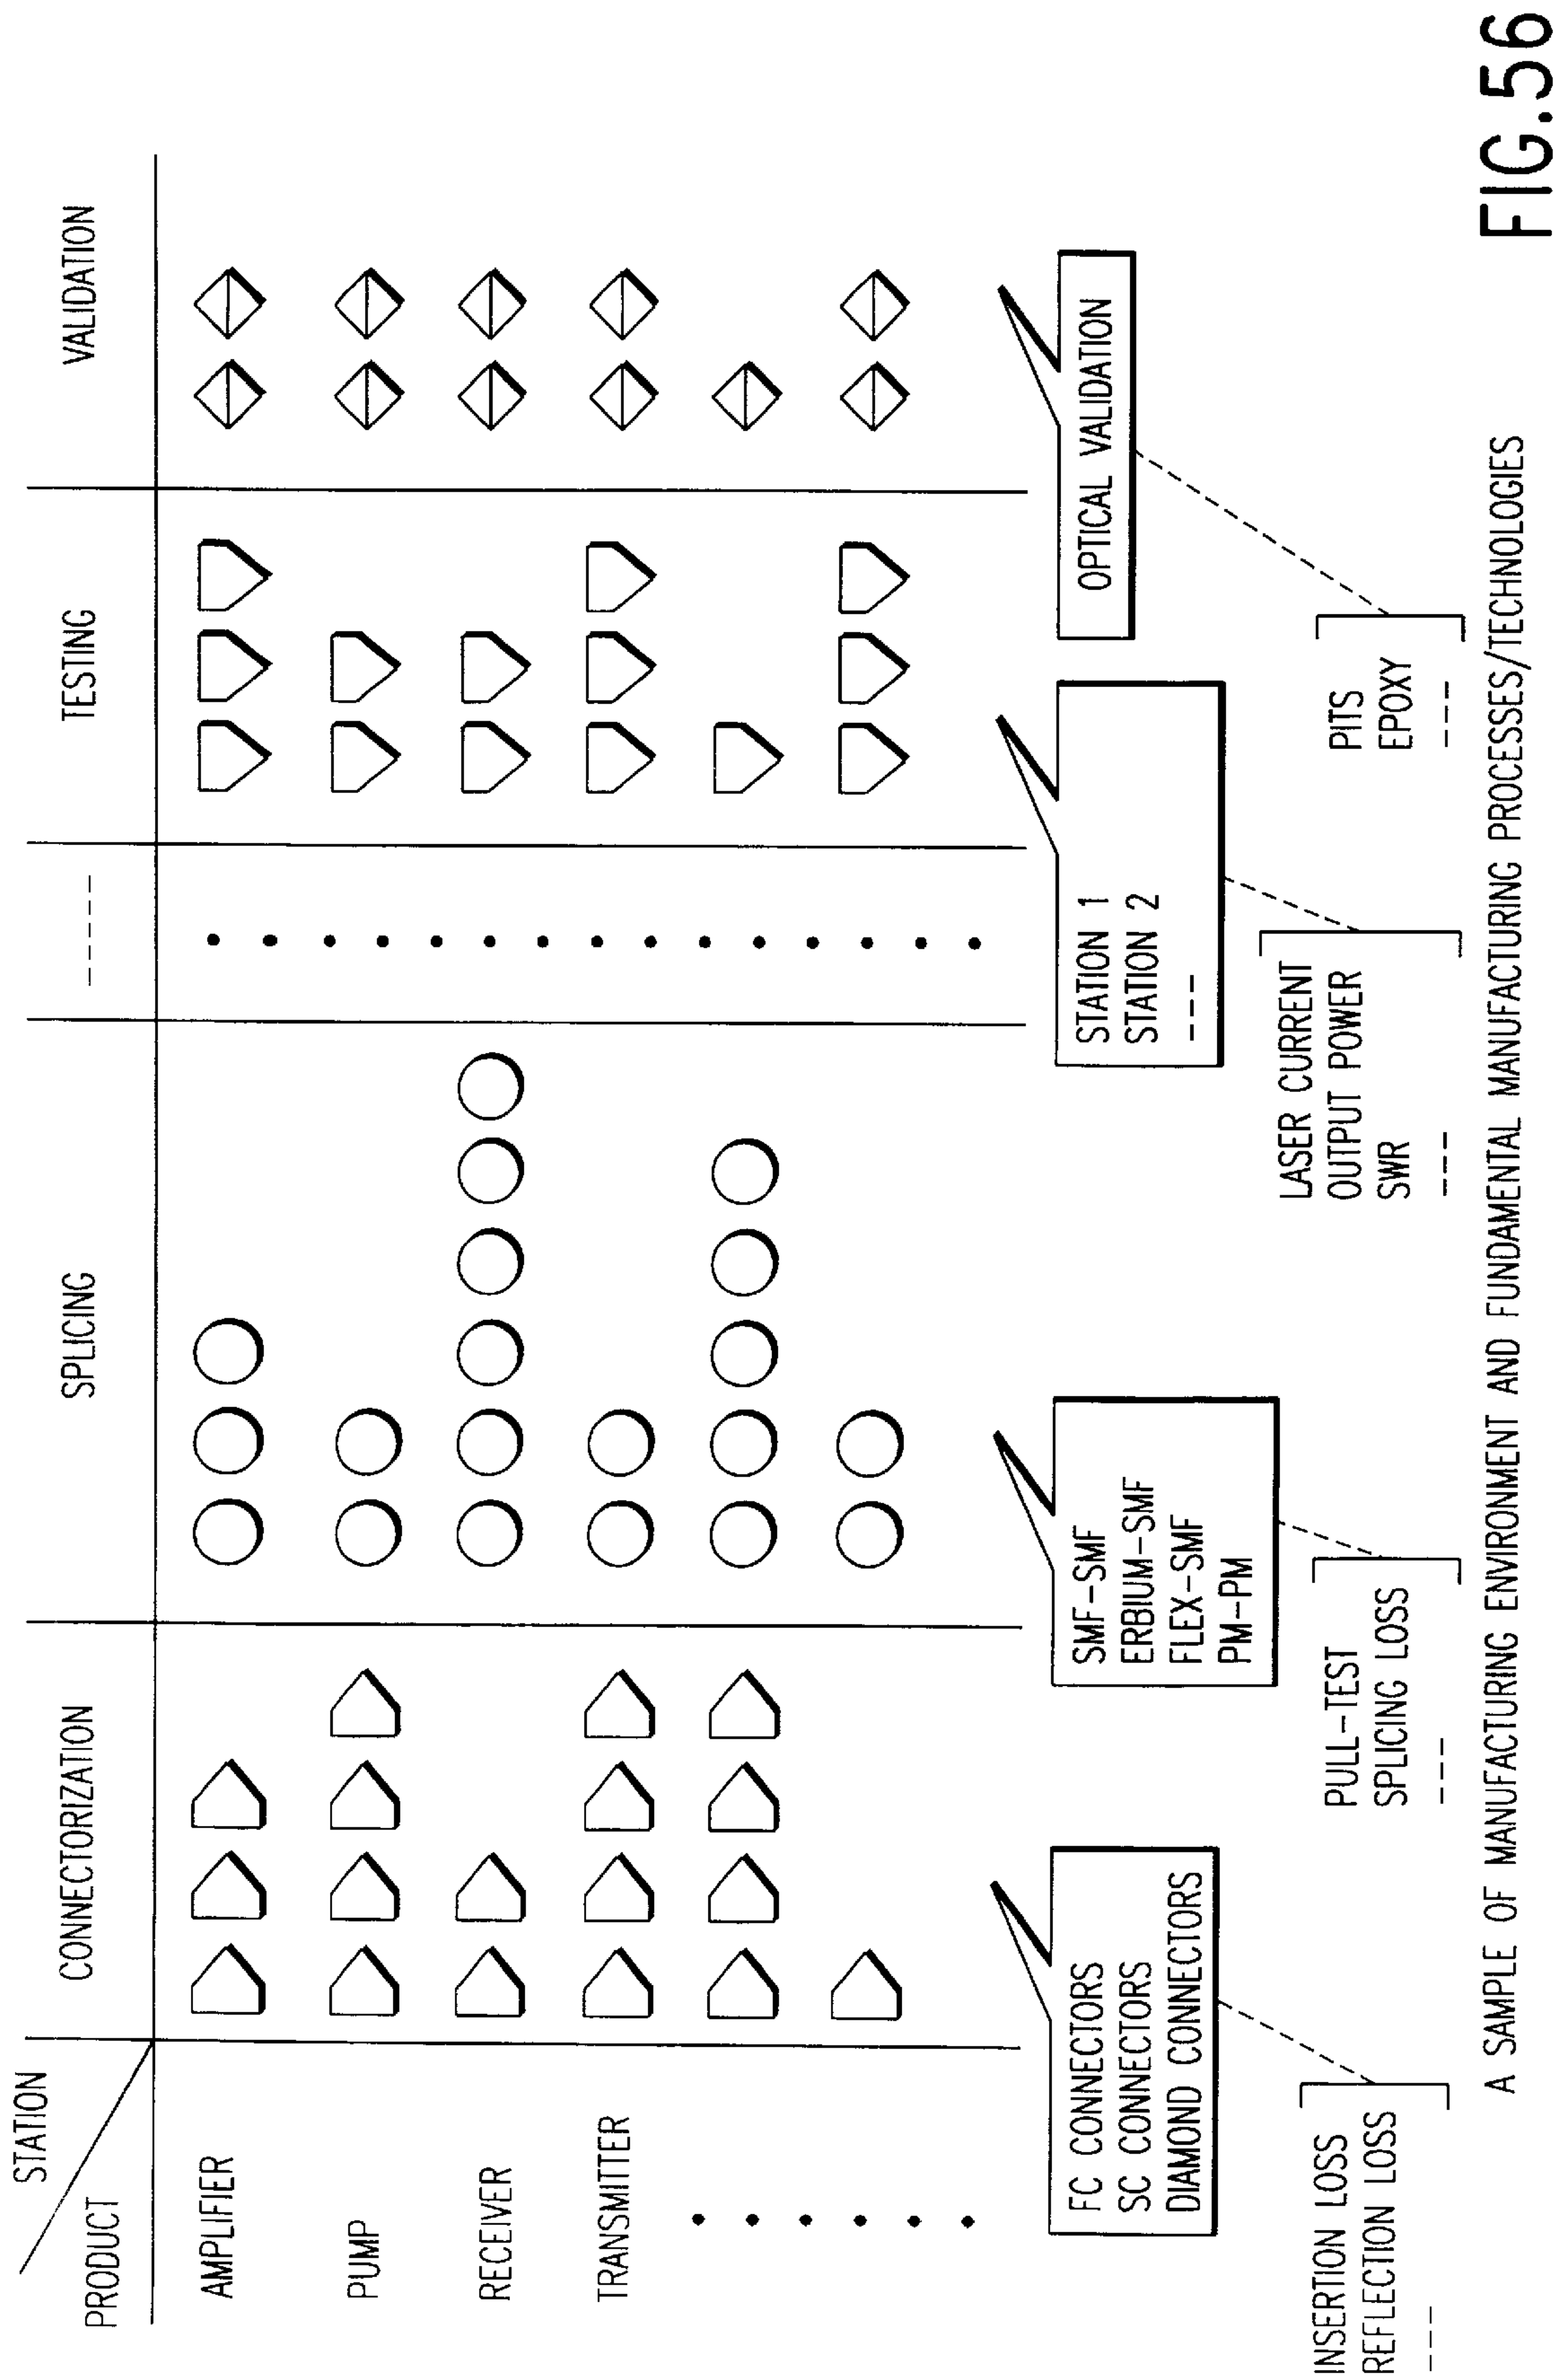 STATION
PRODUCT
CONNECTORIZATION
SPLICING
-----
TESTING
VALIDATION
AMPLIFIER
PUMP
RECEIVER
TRANSMITTER
FC CONNECTORS
SC CONNECTORS
DIAMOND CONNECTORS
SMF-SMF
ERBIUM-SMF
FLEX-SMF
PM-PM
STATION 1
STATION 2
---
OPTICAL VALIDATION
INSERTION LOSS
REFLECTION LOSS
----
PULL-TEST
SPLICING LOSS
---
LASER CURRENT
OUTPUT POWER
SWR
---
PITS
EPOXY
---
A SAMPLE OF MANUFACTURING ENVIRONMENT AND FUNDAMENTAL MANUFACTURING PROCESSES/TECHNOLOGIES
FIG.56